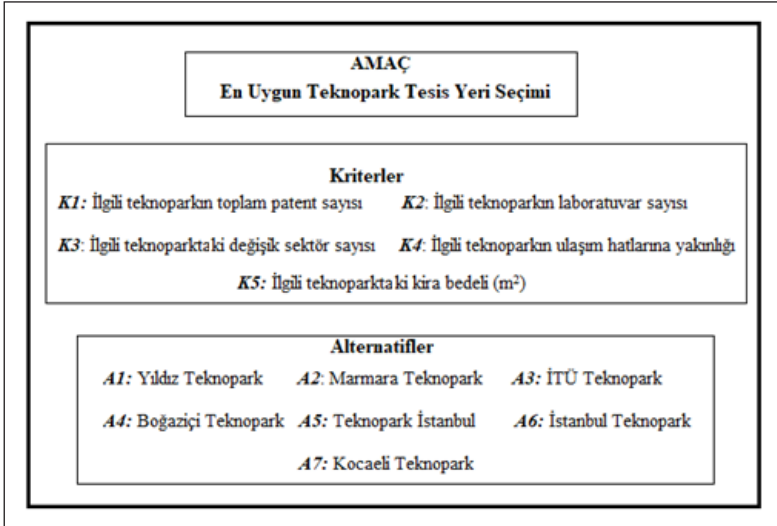 AMAÇ
En Uygun Teknopark Tesis Yeri Seçimi
Kriterler
K1: İlgili teknoparkın toplam patent sayısı K2: İlgili teknoparkın laboratuvar sayısı
K3: İlgili teknoparktaki değişik sektör sayısı K4: İlgili teknoparkın ulaşım hatlarına yakınlığı
K5: İlgili teknoparktaki kira bedeli (m²)
Alternatifler
A1: Yıldız Teknopark A2: Marmara Teknopark A3: İTÜ Teknopark
A4: Boğaziçi Teknopark A5: Teknopark İstanbul A6: İstanbul Teknopark
A7: Kocaeli Teknopark